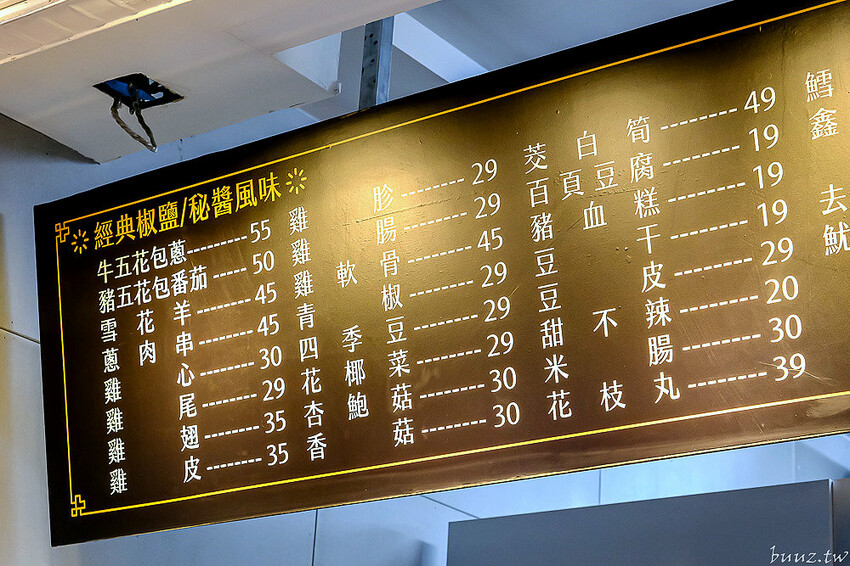 經典椒鹽/秘醬風味
牛五花包蔥--------55
豬五花包番茄-----50
雪花羊--------45
蔥肉串--------45
雞心--------30
雞尾--------29
雞翅--------35
雞皮--------35
雞胗--------29
雞腸--------29
雞軟骨--------45
青椒--------29
四季豆--------29
花椰菜--------29
杏鮑菇--------30
香菇--------30
茭白筍--------49
百頁豆腐--------19
豬血糕--------19
豆干--------19
豆皮--------29
甜不辣--------20
米腸--------30
花枝丸--------39
鱈
鑫
去
魷
buuz.tw